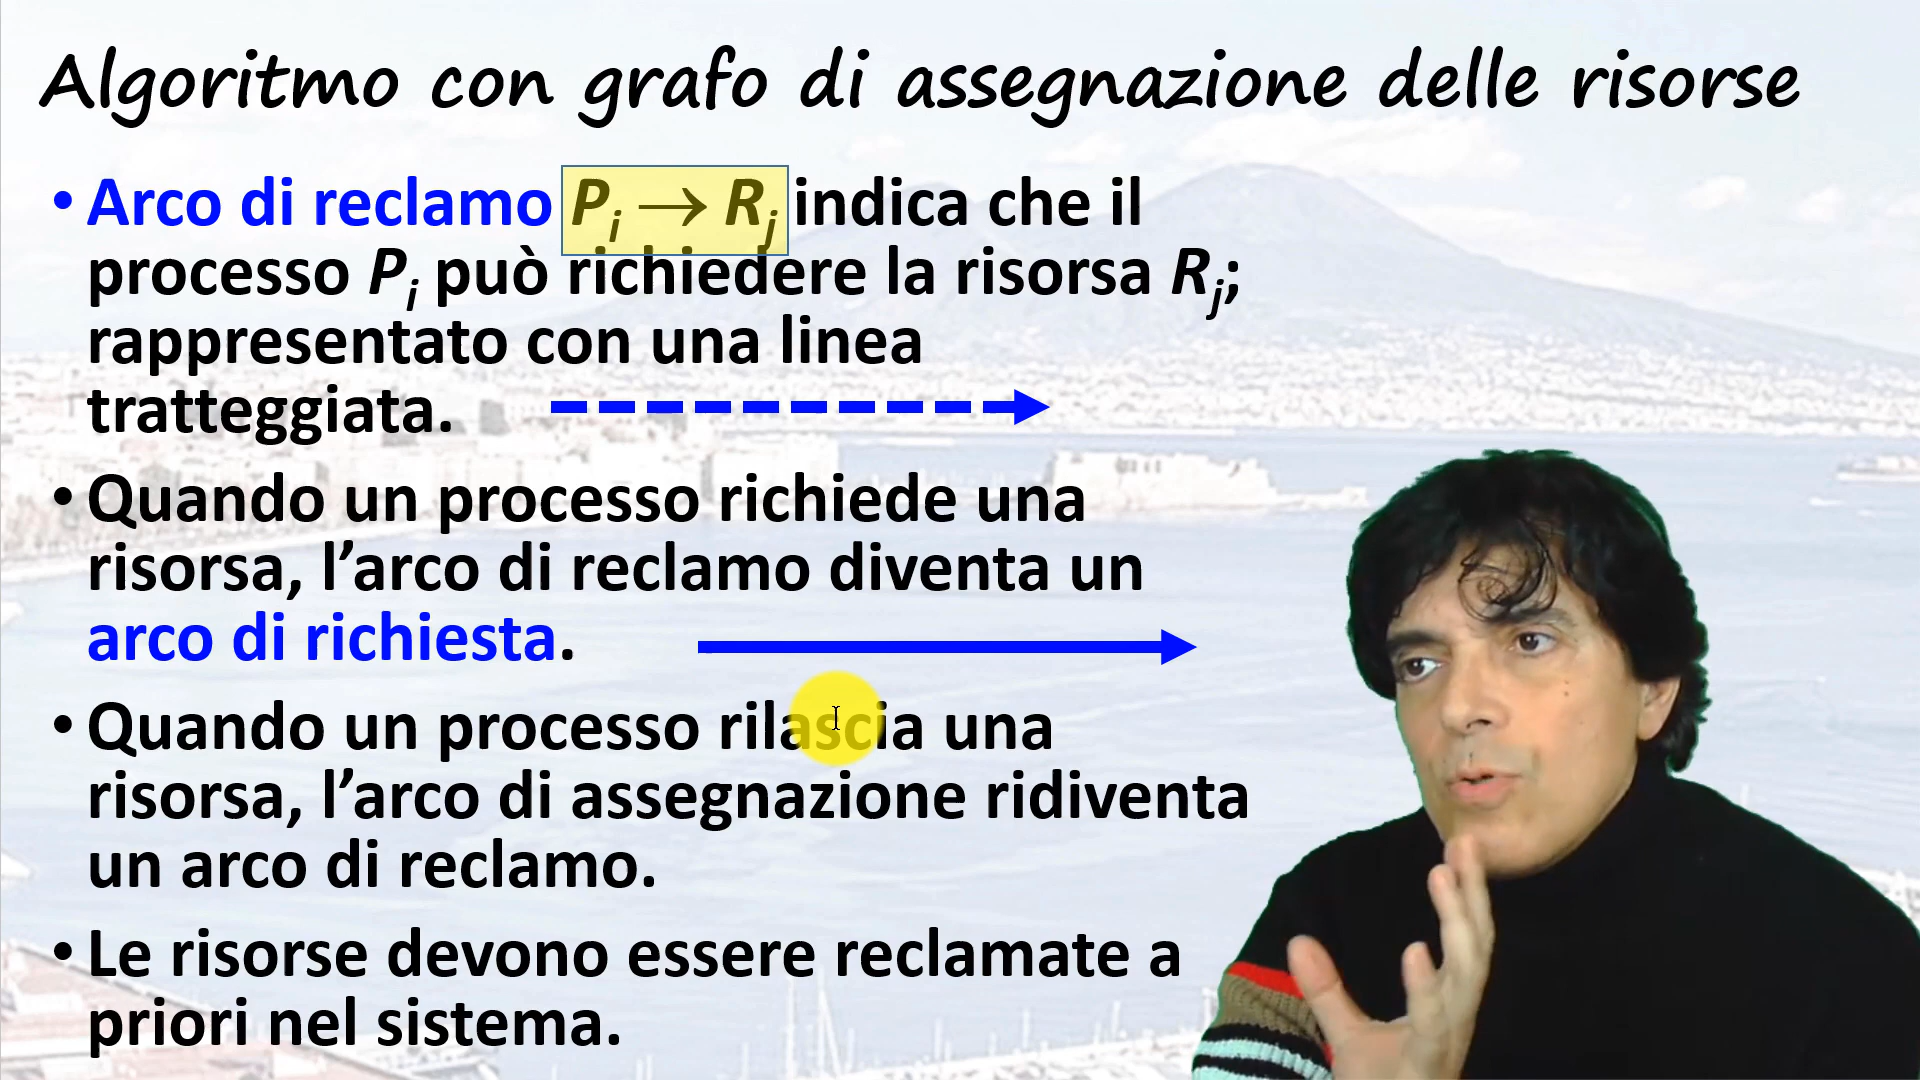 Algoritmo con grafo di assegnazione delle risorse
• Arco di reclamo Pi → Rj indica che il
processo Pi può richiedere la risorsa Rj;
rappresentato con una linea
tratteggiata.
• Quando un processo richiede una
risorsa, l’arco di reclamo diventa un
arco di richiesta.
• Quando un processo rilascia una
risorsa, l’arco di assegnazione ridiventa
un arco di reclamo.
• Le risorse devono essere reclamate a
priori nel sistema.